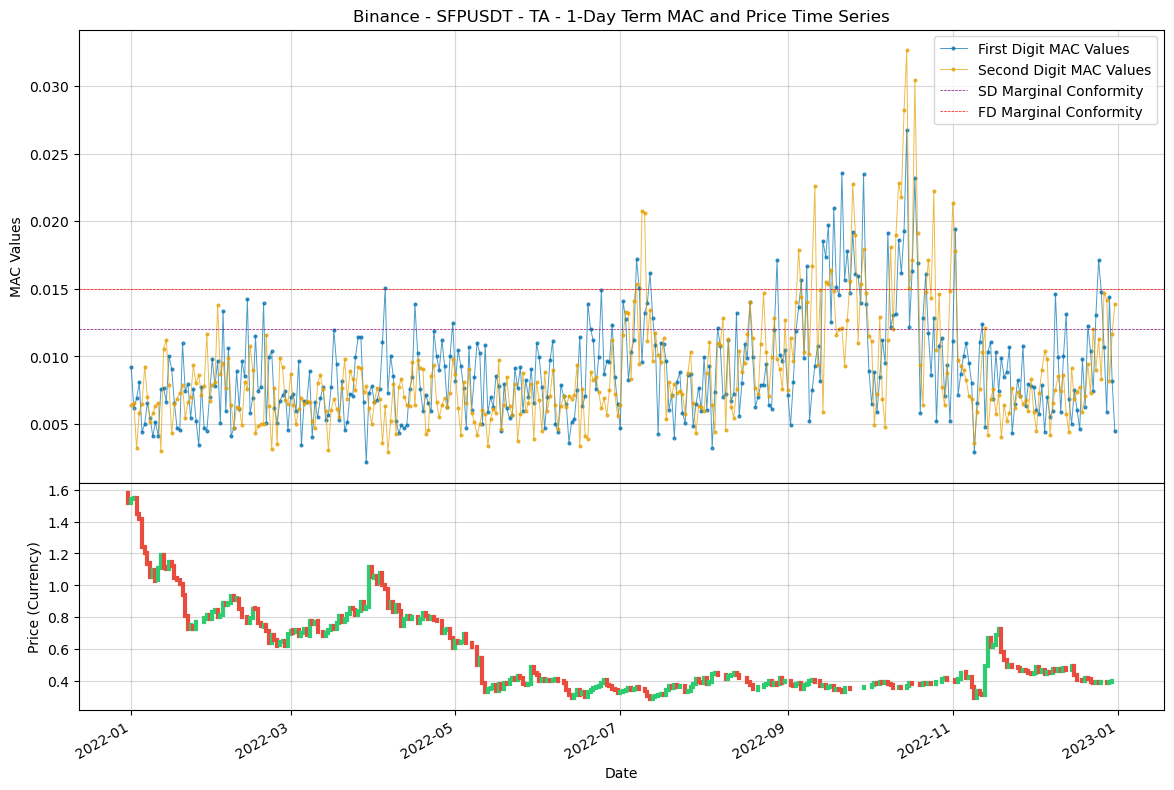 Binance - SFPUSDT - TA - 1-Day Term MAC and Price Time Series
First Digit MAC Values
Second Digit MAC Values
SD Marginal Conformity
FD Marginal Conformity
MAC Values
0.030
0.025
0.020
0.015
0.010
0.005
Price (Currency)
1.6
1.4
1.2
1.0
0.8
0.6
0.4
2022-01
2022-03
2022-05
2022-07
2022-09
2022-11
2023-01
Date